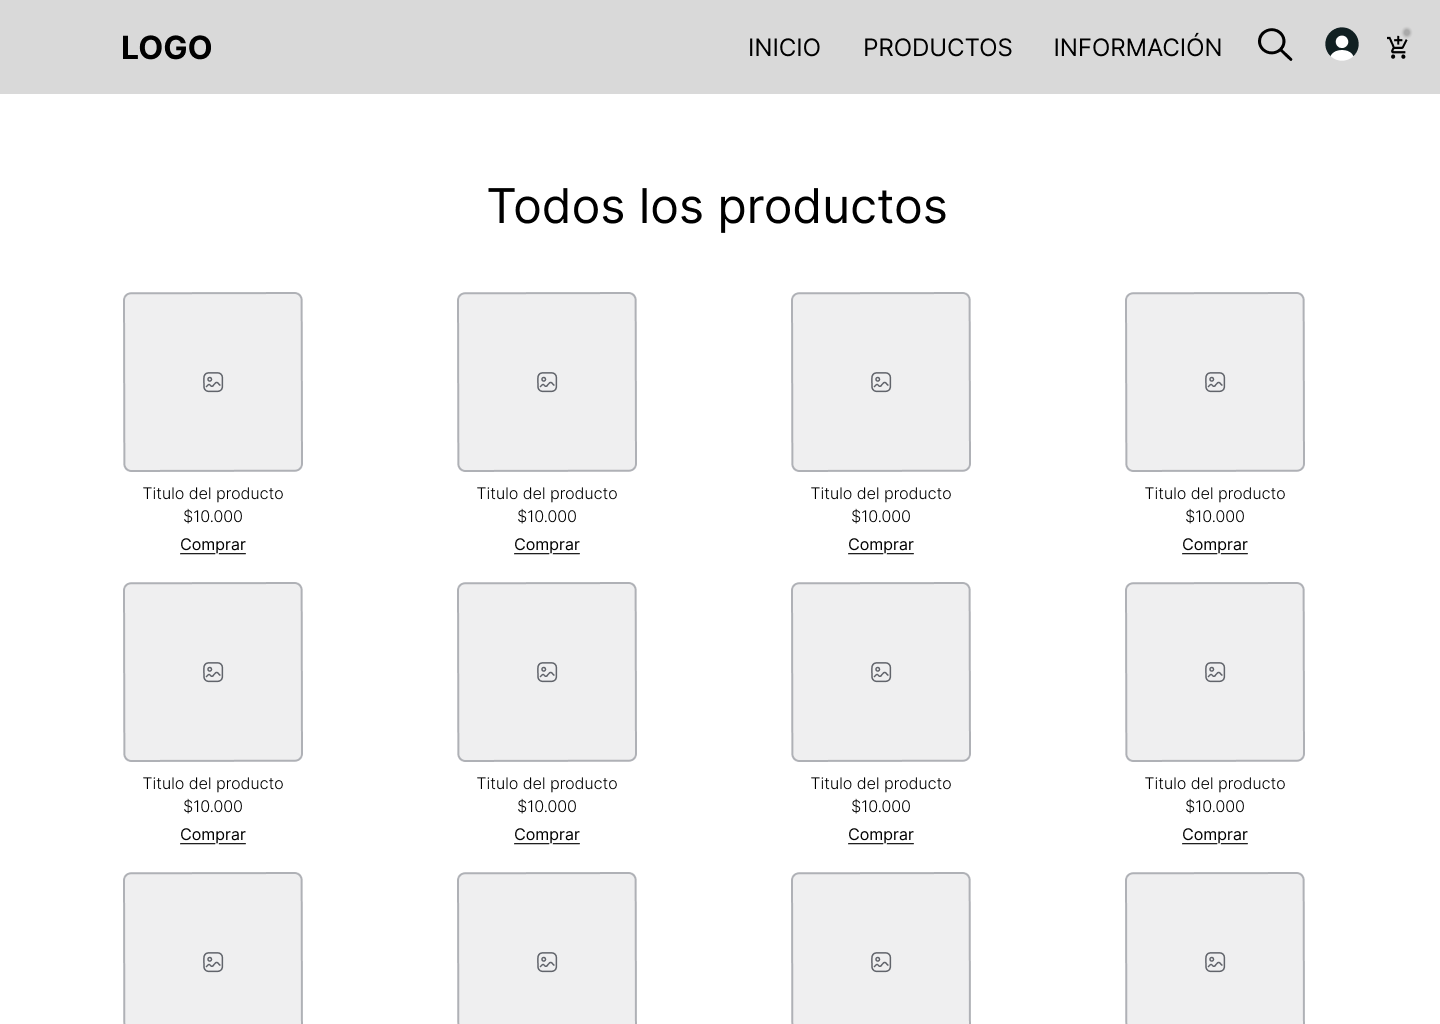 LOGO INICIO PRODUCTOS INFORMACIÓN
Todos los productos
Titulo del producto Titulo del producto Titulo del producto Titulo del producto
$10.000 $10.000 $10.000 $10.000
Comprar Comprar Comprar Comprar
Titulo del producto Titulo del producto Titulo del producto Titulo del producto
$10.000 $10.000 $10.000 $10.000
Comprar Comprar Comprar Comprar